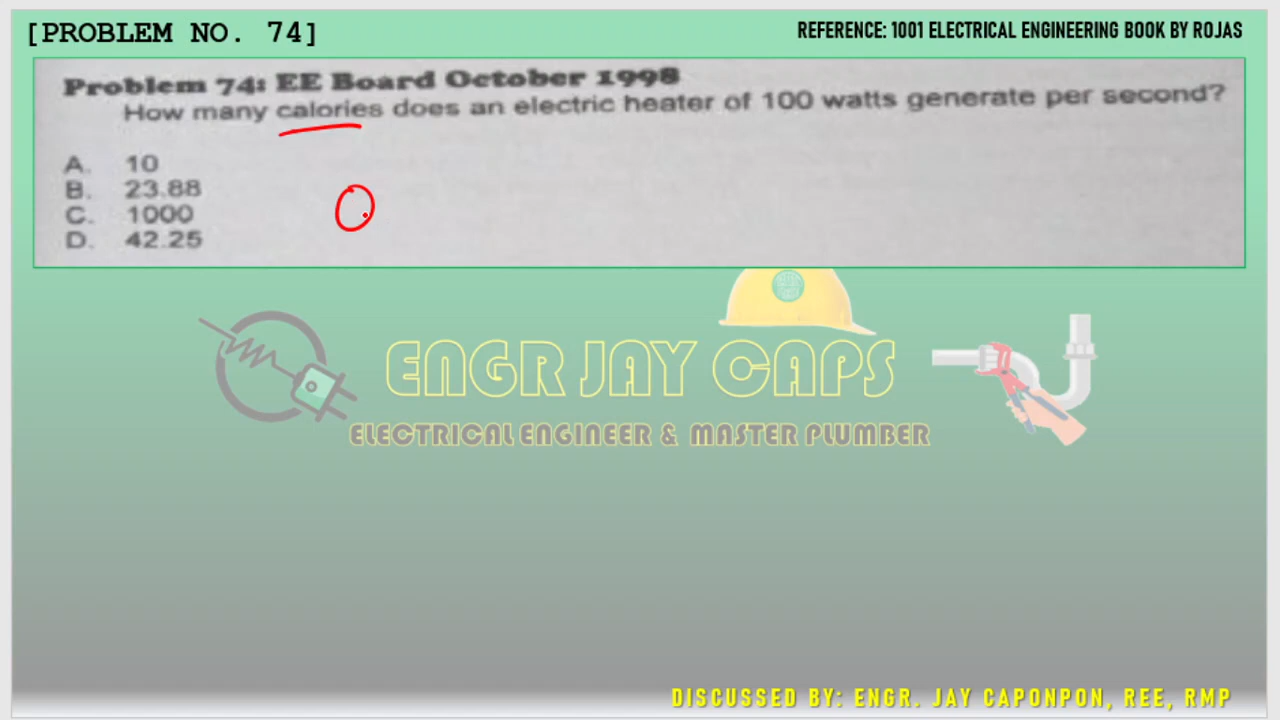 [PROBLEM NO. 74]
REFERENCE: 1001 ELECTRICAL ENGINEERING BOOK BY ROJAS
Problem 74: EE Board October 1998
How many calories does an electric heater of 100 watts generate per second?
A. 10
B. 23.88
C. 1000
D. 42.25
ENGR JAY CAPS
ELECTRICAL ENGINEER & MASTER PLUMBER
DISCUSSED BY: ENGR. JAY CAPONPON, REE, RMP